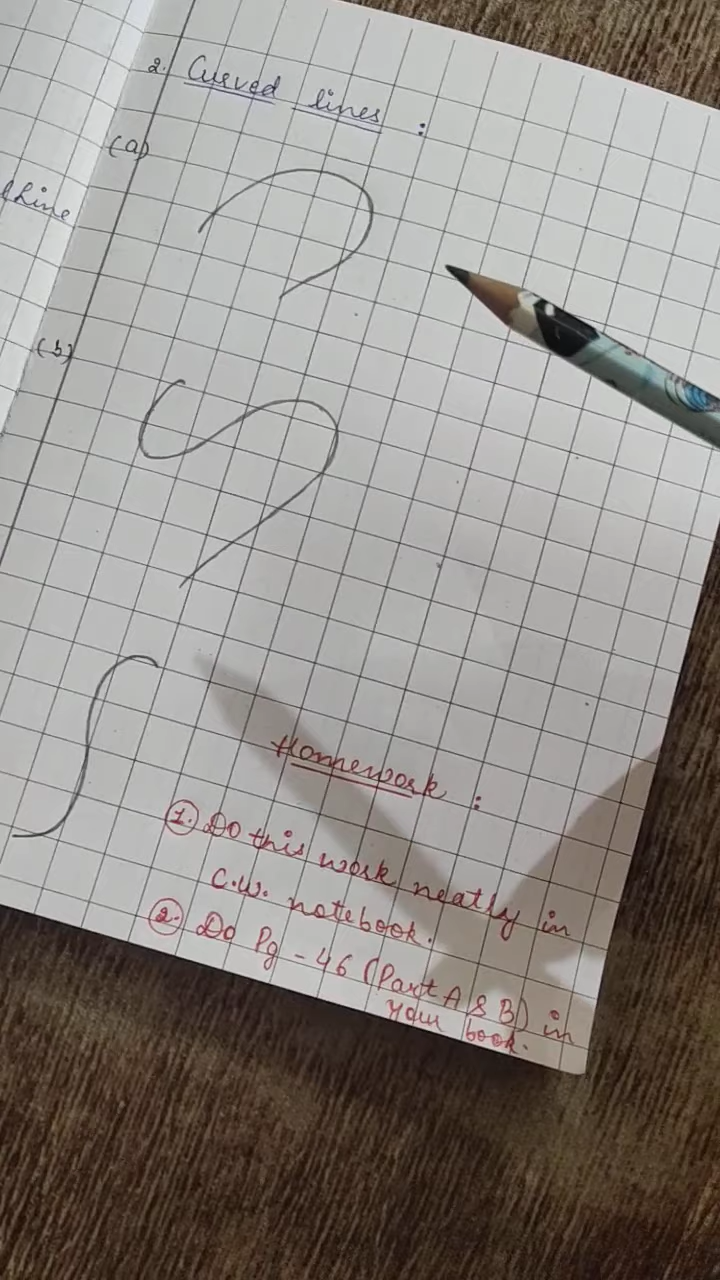 2. Curved lines :
(a)
(b)
Homework :
1. Do this work neatly in
C.W. notebook.
2. Do Pg - 46 (Part A & B) in
your book.